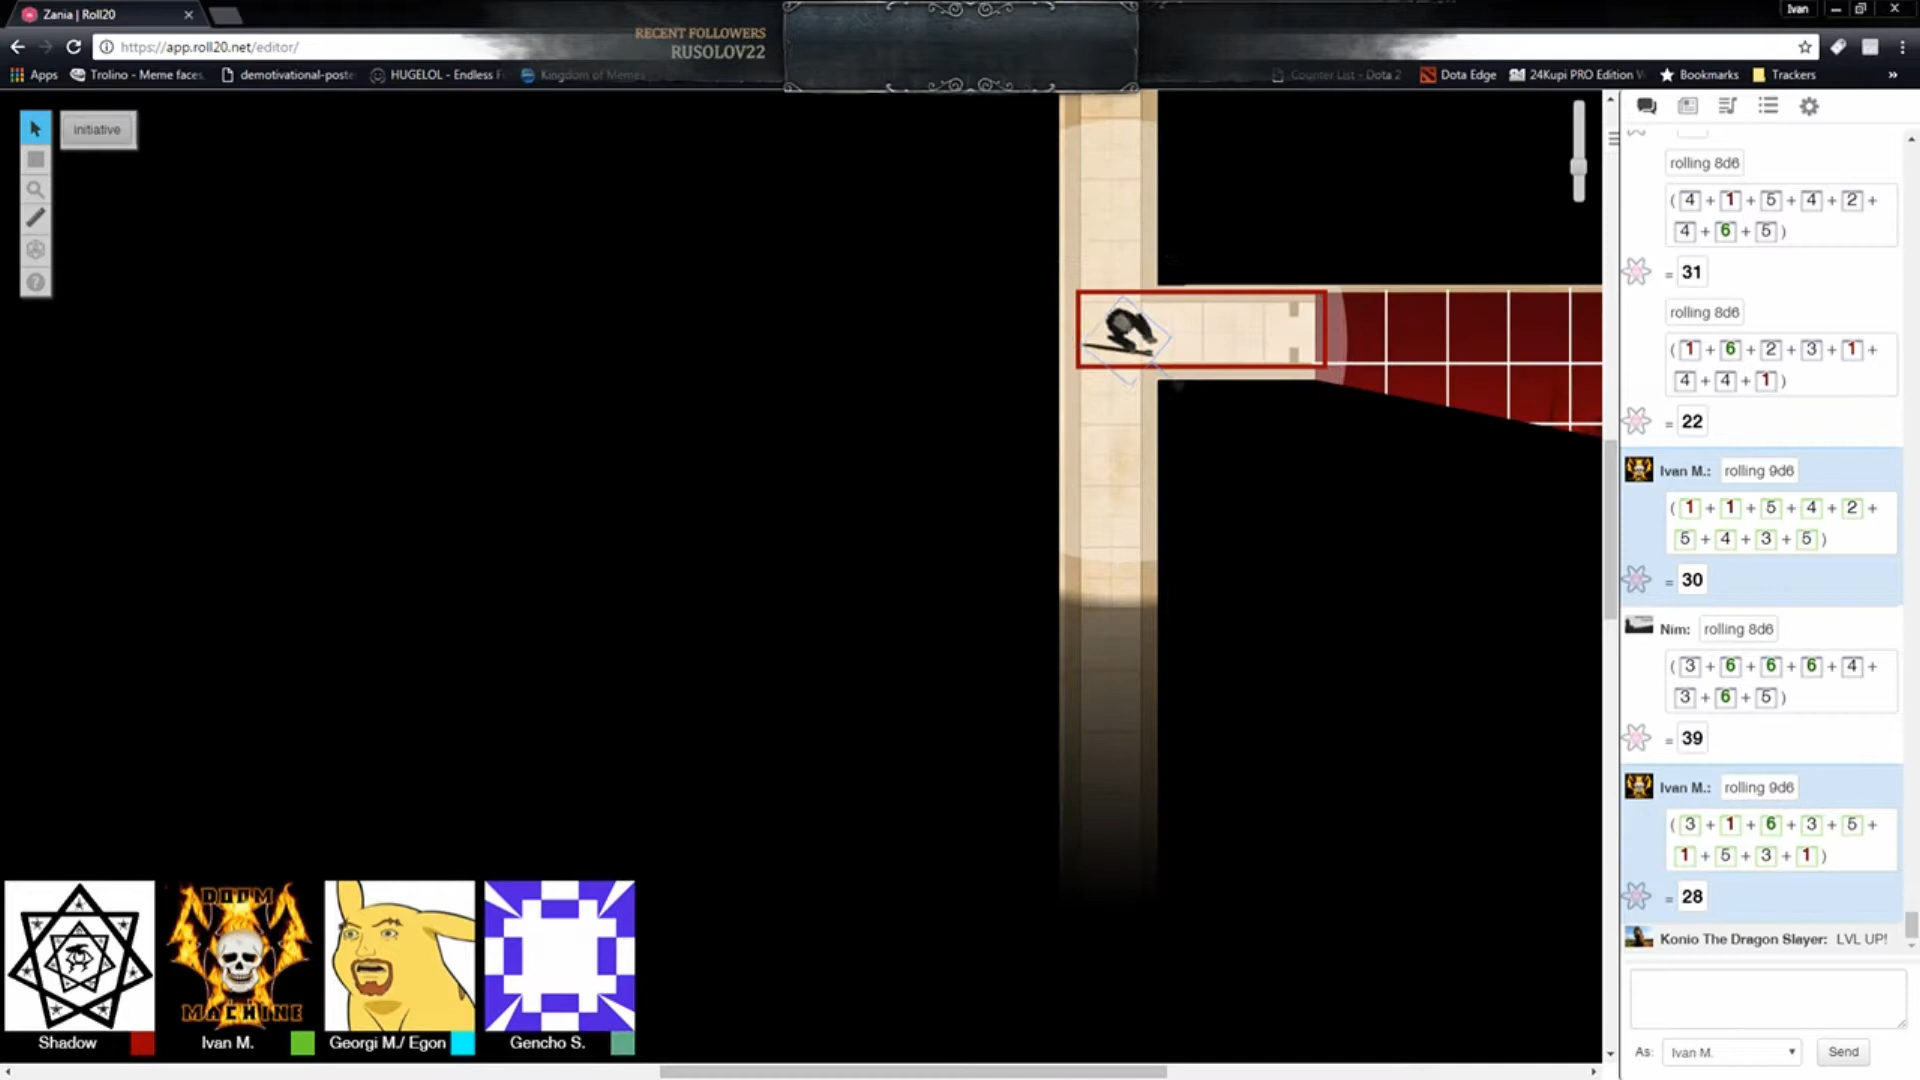 Zania | Roll20
Ivan
https://app.roll20.net/editor/
RECENT FOLLOWERS
RUSOLOV22
Apps
Trolino - Meme faces
demotivational-poste
HUGELOL - Endless F
Kingdom of Memes
Counter List - Dota 2
Dota Edge
24Kupi PRO Edition V
Bookmarks
Trackers
»
initiative
rolling 8d6
(4+1+5+4+2+
4+6+5)
= 31
rolling 8d6
(1+6+2+3+1+
4+4+1)
= 22
Ivan M.: rolling 9d6
(1+1+5+4+2+
5+4+3+5)
= 30
Nim: rolling 8d6
(3+6+6+6+4+
3+6+5)
= 39
Ivan M.: rolling 9d6
(3+1+6+3+5+
1+5+3+1)
= 28
Konio The Dragon Slayer: LVL UP!
As: Ivan M. Send
DOOM
MACHINE
Shadow
Ivan M.
Georgi M./ Egon
Gencho S.